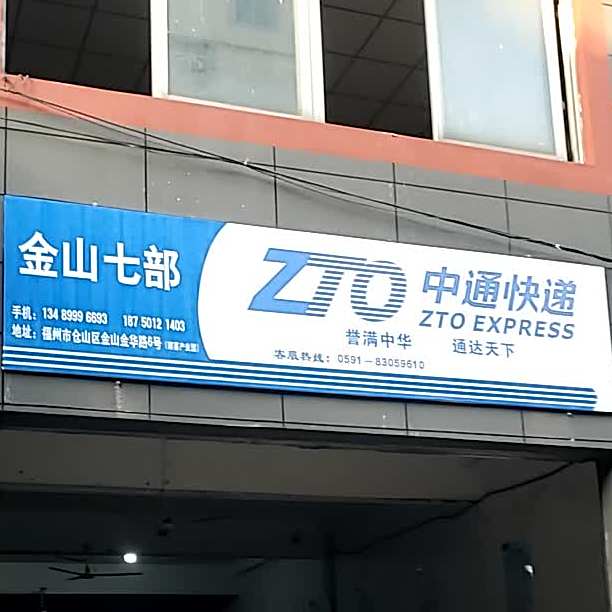 金山七部
手机: 134 8999 6693 187 5012 1403
地址: 福州市仓山区金山金华路6号
ZTO 中通快递
ZTO EXPRESS
誉满中华 通达天下
客服热线: 0591-83059610